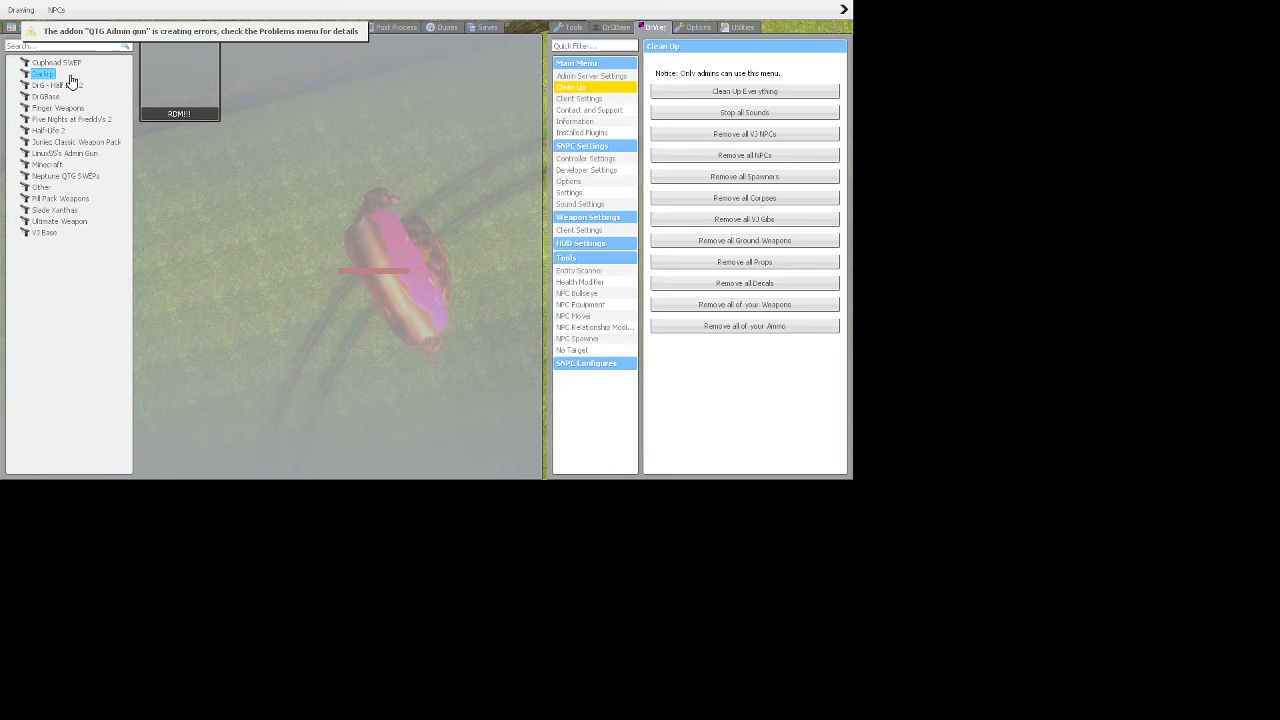 Drawing NPCs
The addon "QTG Admin gun" is creating errors, check the Problems menu for details
Post Process Dupes Saves
Search...
Cuphead SWEP
DrGBase
Finger Weapons
Five Nights at Freddy's 2
Half-Life 2
Juniez Classic Weapon Pack
LinuxSS's Admin Gun
Minecraft
Neptune QTG SWEPs
Other
Pill Pack Weapons
Slade Xanthas
Ultimate Weapon
VJ Base
RDM!!!
Tools DrGBase DrVrej Options Utilities
Quick Filter...
Main Menu
Admin Server Settings
Clean Up
Client Settings
Contact and Support
Information
Installed Plugins
SNPC Settings
Controller Settings
Developer Settings
Options
Settings
Sound Settings
Weapon Settings
Client Settings
HUD Settings
Tools
Entity Scanner
Health Modifier
NPC Bullseye
NPC Equipment
NPC Mover
NPC Relationship Modi...
NPC Spawner
No Target
SNPC Configures
Clean Up
Notice: Only admins can use this menu.
Clean Up Everything
Stop all Sounds
Remove all VJ NPCs
Remove all NPCs
Remove all Spawners
Remove all Corpses
Remove all VJ Gibs
Remove all Ground Weapons
Remove all Props
Remove all Decals
Remove all of your Weapons
Remove all of your Ammo